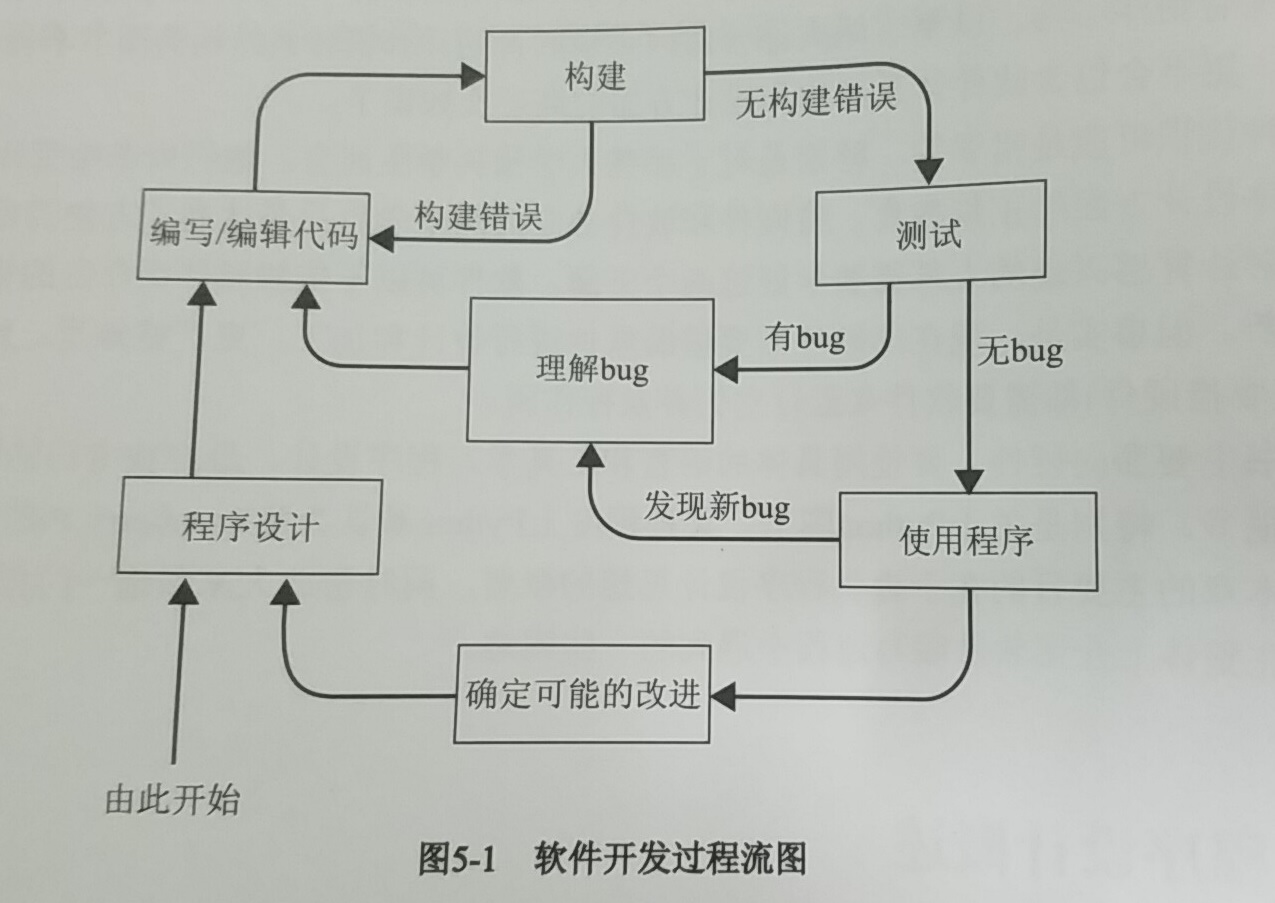 构建
无构建错误
构建错误
编写/编辑代码
测试
有bug
无bug
理解bug
发现新bug
程序设计
使用程序
确定可能的改进
由此开始
图5-1 软件开发过程流图